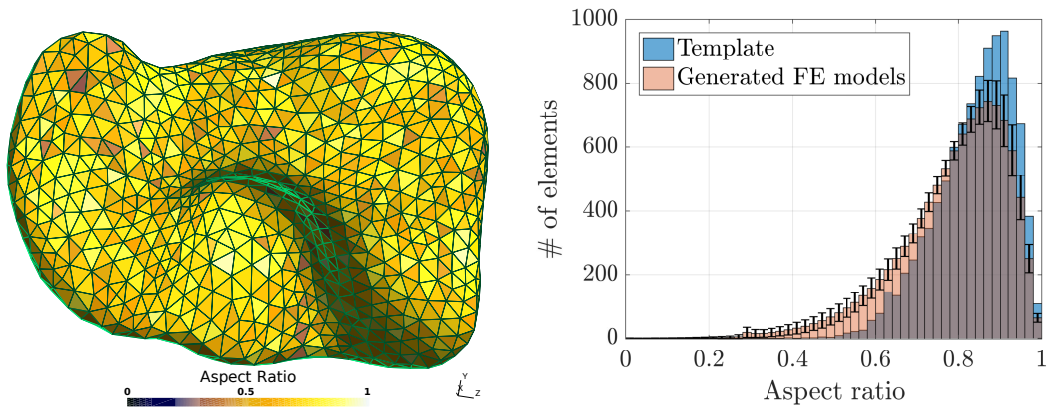 Aspect Ratio
0 0.5 1
Y
X Z
1000
800
600
400
200
0
# of elements
Template
Generated FE models
0 0.2 0.4 0.6 0.8 1
Aspect ratio